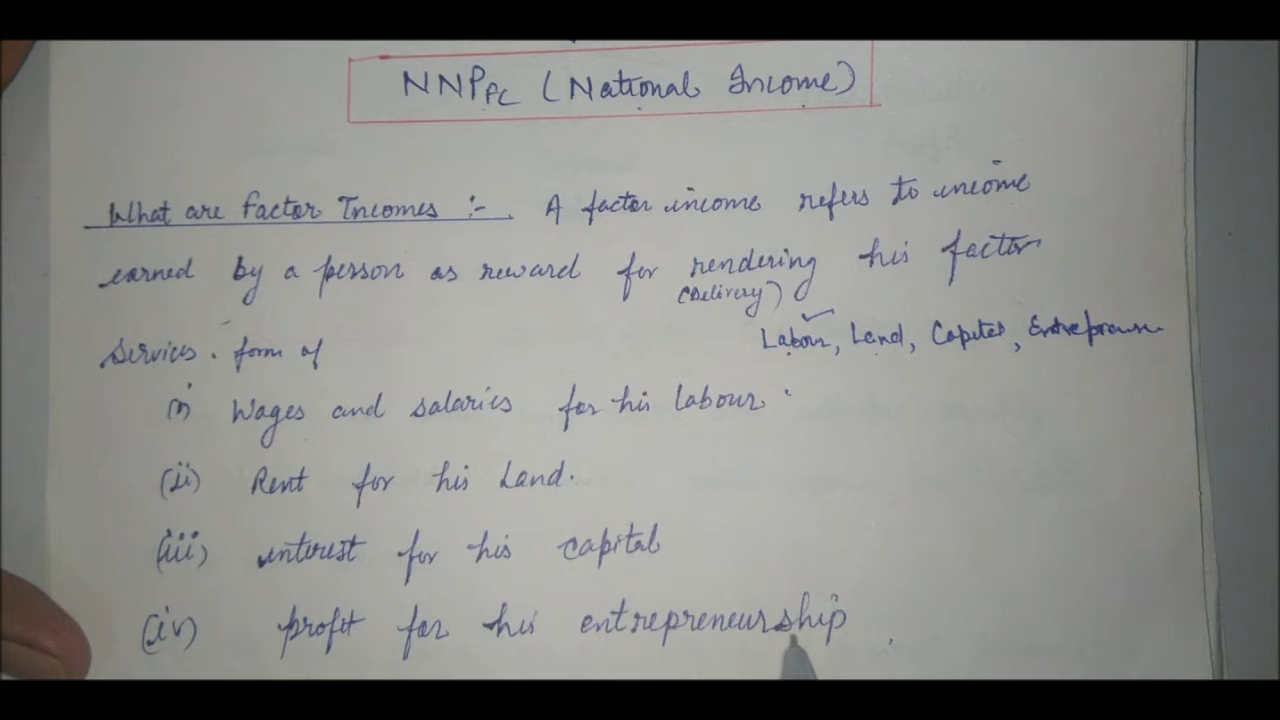 NNPFC (National Income)
What are Factor Incomes :- A factor income refers to income
earned by a person as reward for rendering his factor
(Delivery)
Labour, Land, Capital, Entrepreneur
Services. form of
(i) Wages and salaries for his labour.
(ii) Rent for his Land.
(iii) interest for his capital
(iv) profit for his entrepreneurship